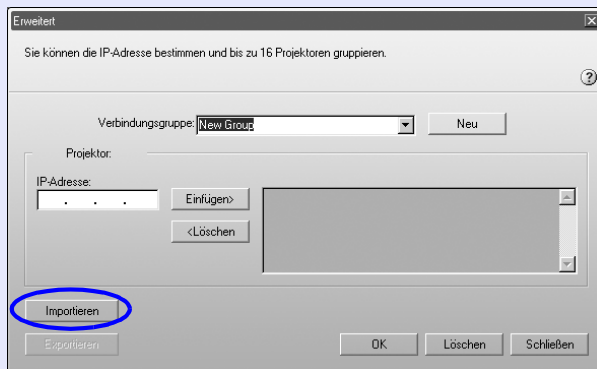 Erweitert
Sie können die IP-Adresse bestimmen und bis zu 16 Projektoren gruppieren.
?
Verbindungsgruppe: New Group Neu
Projektor:
IP-Adresse:
. . . Einfügen>
<Löschen
Importieren
Exportieren OK Löschen Schließen